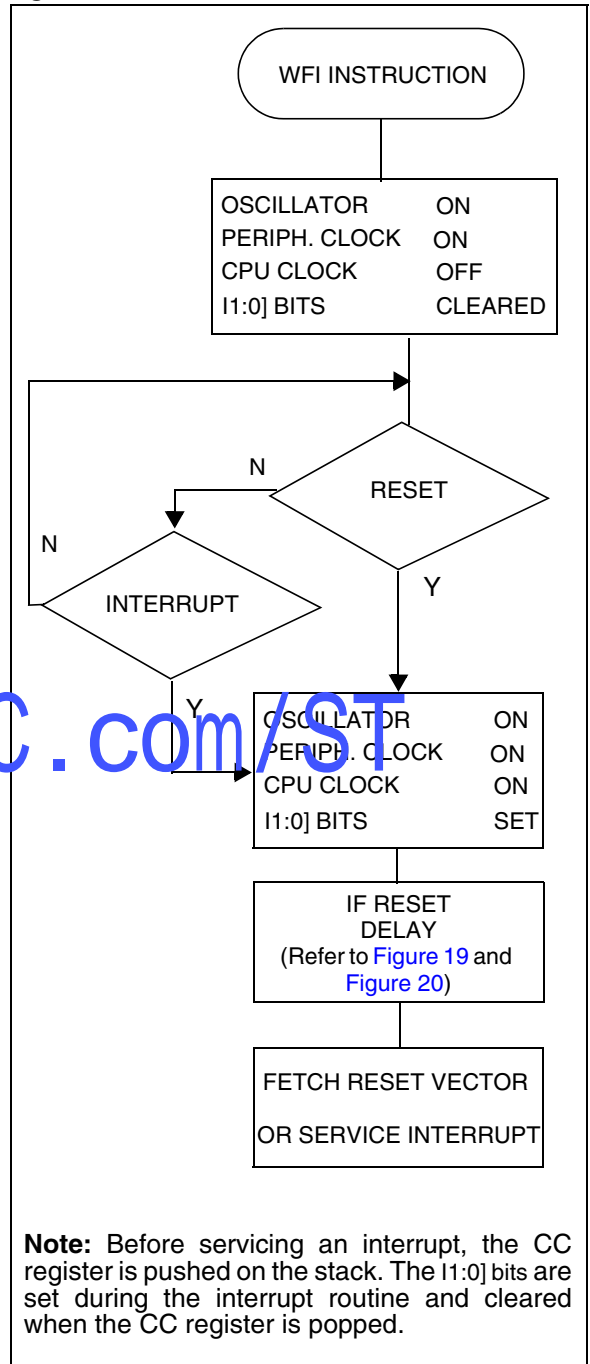 WFI INSTRUCTION
OSCILLATOR ON
PERIPH. CLOCK ON
CPU CLOCK OFF
I1:0] BITS CLEARED
N
RESET
N
INTERRUPT
Y
Y
C.com/ST
OSCILLATOR ON
PERIPH. CLOCK ON
CPU CLOCK ON
I1:0] BITS SET
IF RESET
DELAY
(Refer to Figure 19 and
Figure 20)
FETCH RESET VECTOR
OR SERVICE INTERRUPT
Note: Before servicing an interrupt, the CC
register is pushed on the stack. The I1:0] bits are
set during the interrupt routine and cleared
when the CC register is popped.